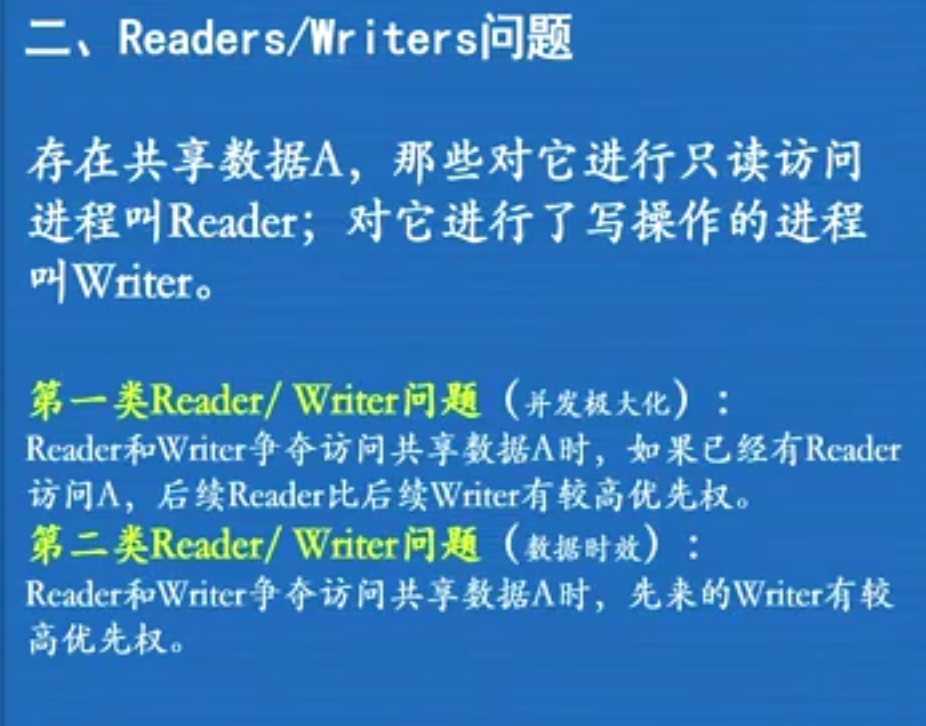 二、Readers/Writers问题
存在共享数据A，那些对它进行只读访问
进程叫Reader；对它进行了写操作的进程
叫Writer。
第一类Reader/ Writer问题（并发极大化）：
Reader和Writer争夺访问共享数据A时，如果已经有Reader
访问A，后续Reader比后续Writer有较高优先权。
第二类Reader/ Writer问题（数据时效）：
Reader和Writer争夺访问共享数据A时，先来的Writer有较
高优先权。